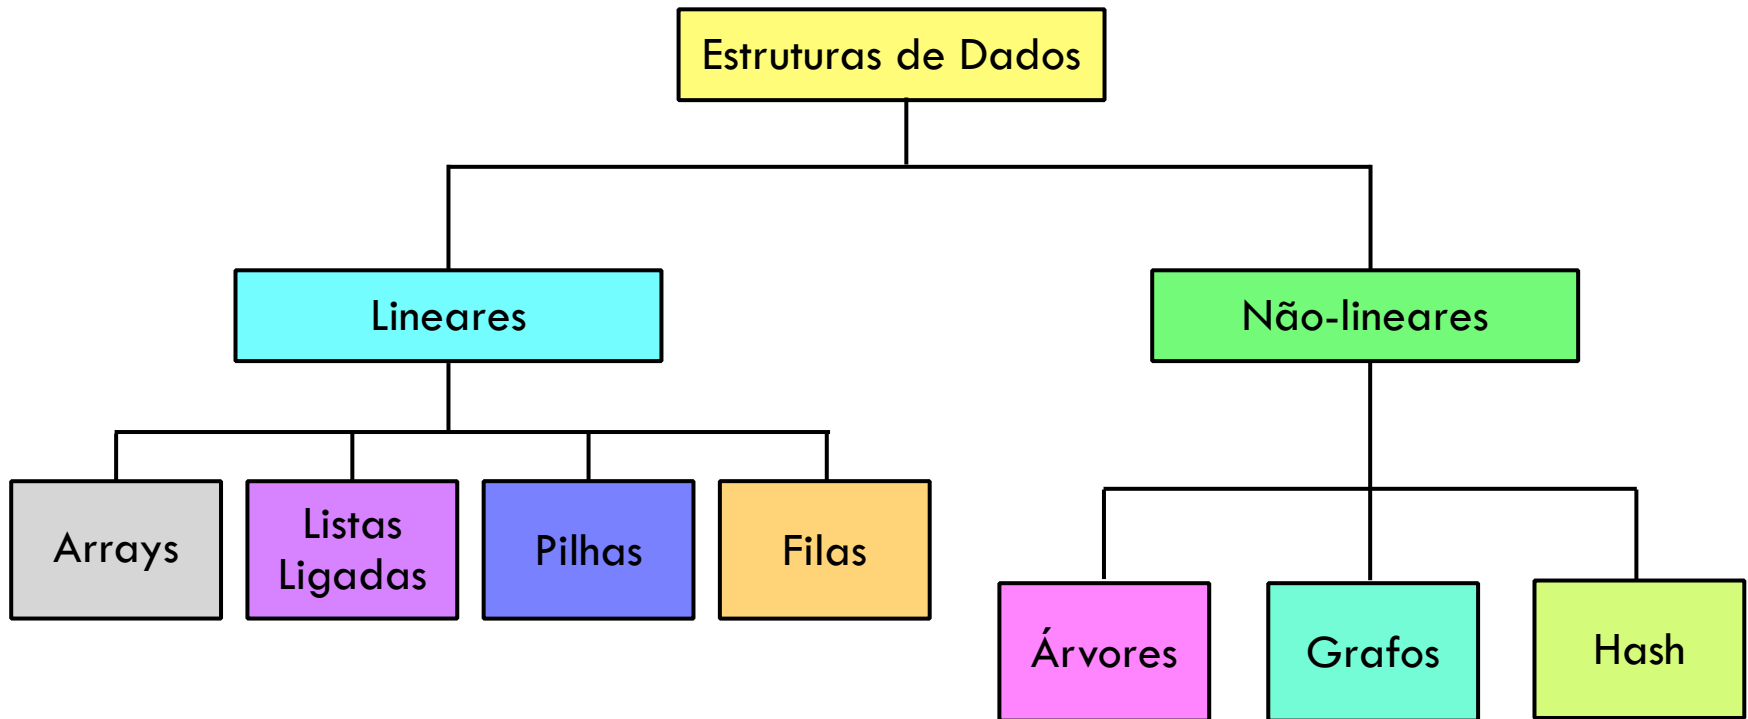 Estruturas de Dados
Lineares
Não-lineares
Arrays
Listas
Ligadas
Pilhas
Filas
Árvores
Grafos
Hash